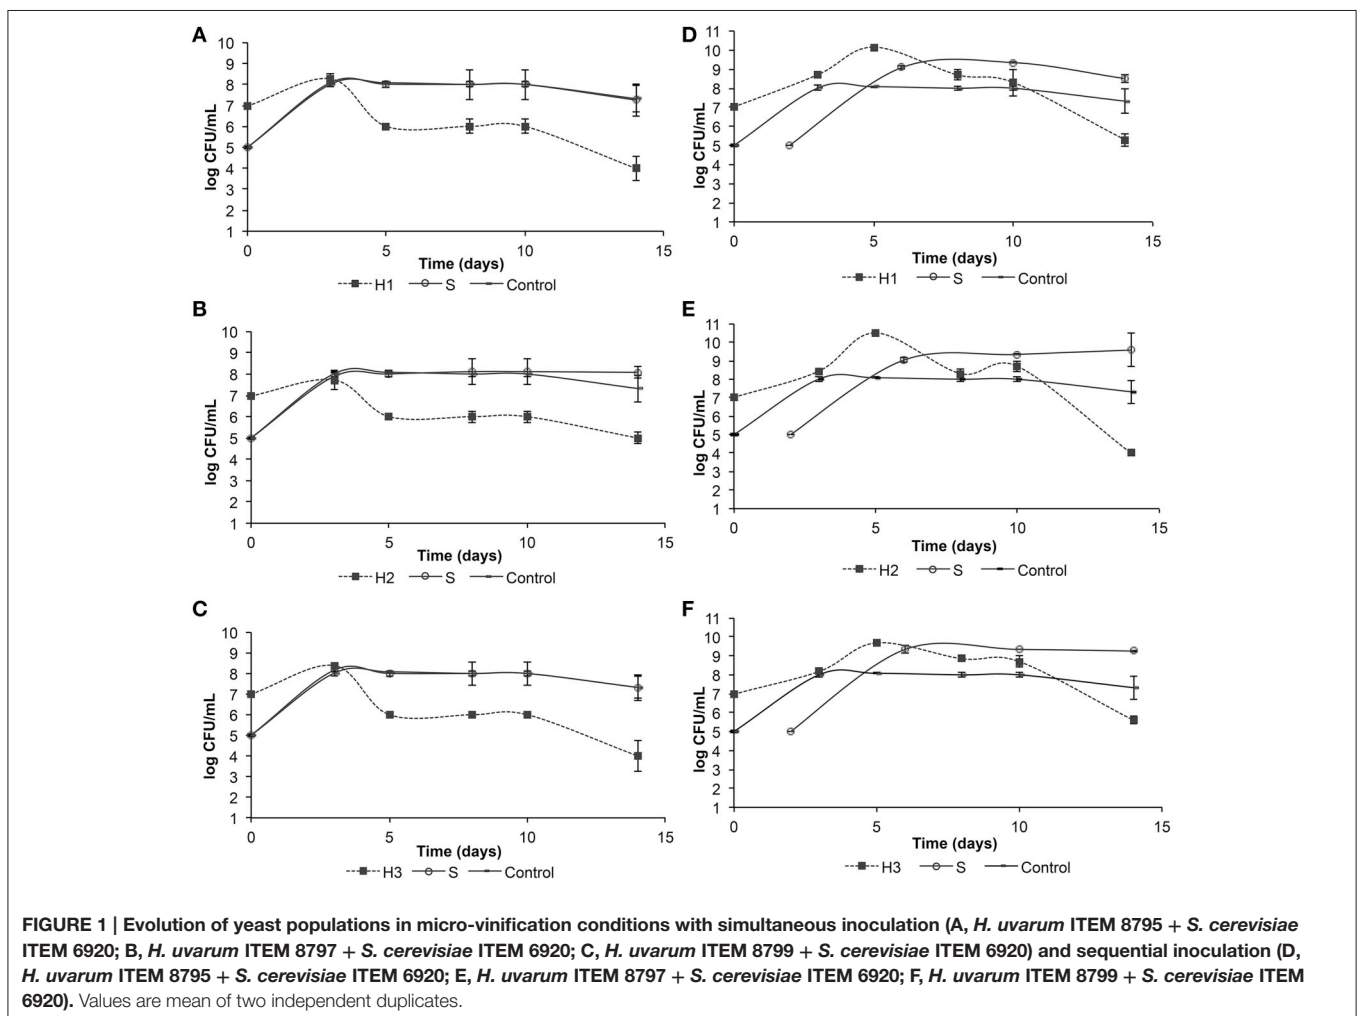 A
10
9
8
7
6
5
4
3
2
1
log CFU/mL
0 5 10 15
Time (days)
H1 S Control
B
10
9
8
7
6
5
4
3
2
1
log CFU/mL
0 5 10 15
Time (days)
H2 S Control
C
10
9
8
7
6
5
4
3
2
1
log CFU/mL
0 5 10 15
Time (days)
H3 S Control
D
11
10
9
8
7
6
5
4
3
2
1
log CFU/mL
0 5 10 15
Time (days)
H1 S Control
E
11
10
9
8
7
6
5
4
3
2
1
log CFU/mL
0 5 10 15
Time (days)
H2 S Control
F
11
10
9
8
7
6
5
4
3
2
1
log CFU/mL
0 5 10 15
Time (days)
H3 S Control
FIGURE 1 | Evolution of yeast populations in micro-vinification conditions with simultaneous inoculation (A, H. uvarum ITEM 8795 + S. cerevisiae
ITEM 6920; B, H. uvarum ITEM 8797 + S. cerevisiae ITEM 6920; C, H. uvarum ITEM 8799 + S. cerevisiae ITEM 6920) and sequential inoculation (D,
H. uvarum ITEM 8795 + S. cerevisiae ITEM 6920; E, H. uvarum ITEM 8797 + S. cerevisiae ITEM 6920; F, H. uvarum ITEM 8799 + S. cerevisiae ITEM
6920). Values are mean of two independent duplicates.